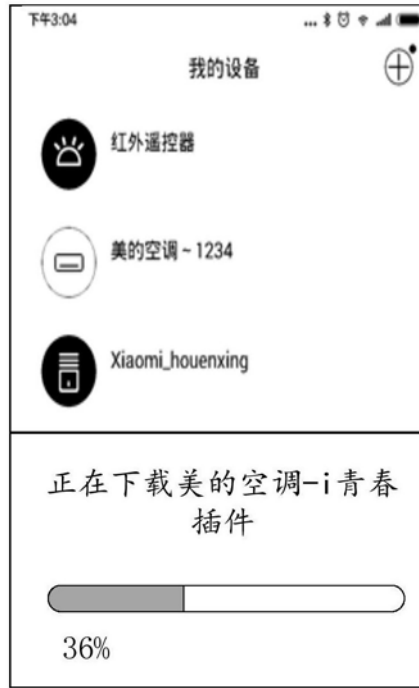 下午3:04
...
我的设备
红外遥控器
美的空调~1234
Xiaomi_houenxing
正在下载美的空调-i青春
插件
36%